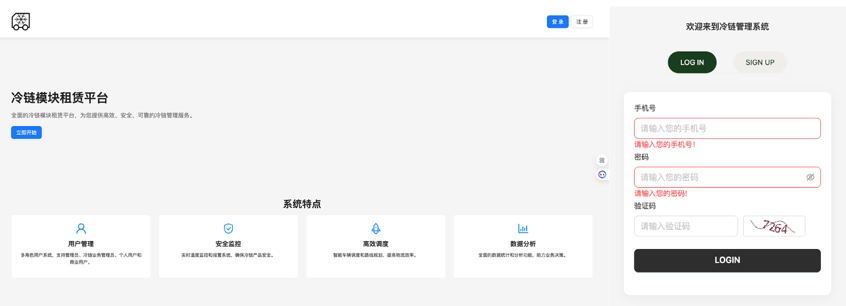 登 录
注 册
冷链模块租赁平台
全面的冷链模块租赁平台，为您提供高效、安全、可靠的冷链管理服务。
立即开始
系统特点
用户管理
多角色用户系统，支持管理员、冷链业务管理员、个人用户和
商业用户。
安全监控
实时温度监控和报警系统，确保冷链产品安全。
高效调度
智能车辆调度和路线规划，提高物流效率。
数据分析
全面的数据统计和分析功能，助力业务决策。
欢迎来到冷链管理系统
LOG IN
SIGN UP
手机号
请输入您的手机号
请输入您的手机号!
密码
请输入您的密码
请输入您的密码!
验证码
请输入验证码
7264
LOGIN